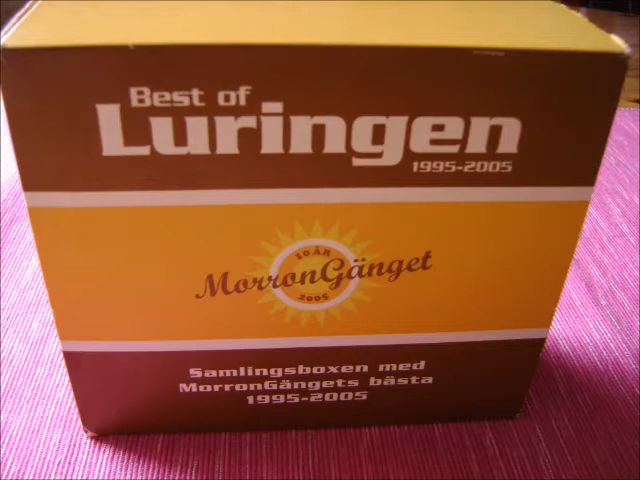 Best of
Luringen
1995-2005
10 ÅR
MorronGänget
2005
Samlingsboxen med
MorronGängets bästa
1995-2005